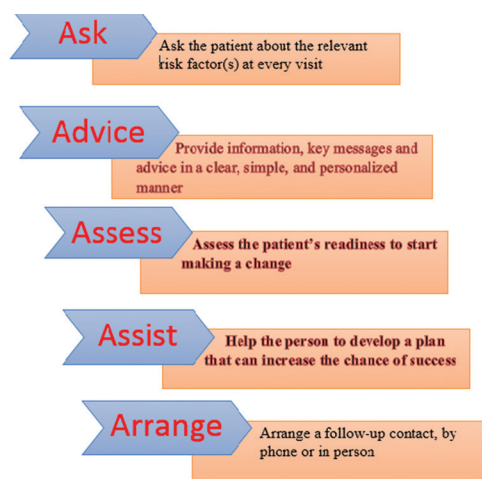 Ask
Ask the patient about the relevant
risk factor(s) at every visit
Advice
Provide information, key messages and
advice in a clear, simple, and personalized
manner
Assess
Assess the patient's readiness to start
making a change
Assist
Help the person to develop a plan
that can increase the chance of success
Arrange
Arrange a follow-up contact, by
phone or in person